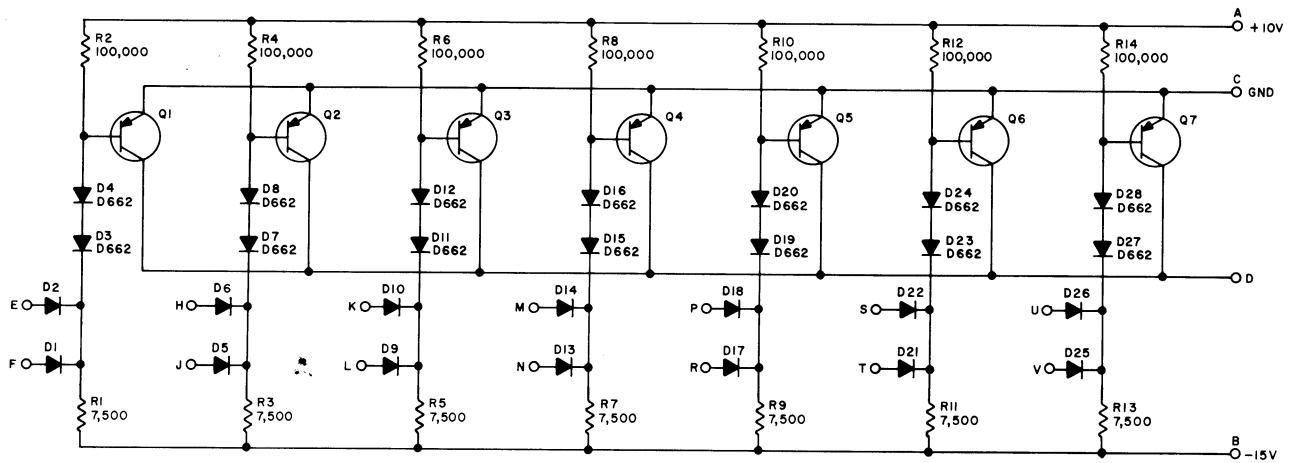 A
+10V
R2
100,000
R4
100,000
R6
100,000
R8
100,000
R10
100,000
R12
100,000
R14
100,000
C
GND
Q1
Q2
Q3
Q4
Q5
Q6
Q7
D4
D662
D8
D662
D12
D662
D16
D662
D20
D662
D24
D662
D28
D662
D3
D662
D7
D662
D11
D662
D15
D662
D19
D662
D23
D662
D27
D662
D
E
D2
H
D6
K
D10
M
D14
P
D18
S
D22
U
D26
F
D1
J
D5
L
D9
N
D13
R
D17
T
D21
V
D25
R1
7,500
R3
7,500
R5
7,500
R7
7,500
R9
7,500
R11
7,500
R13
7,500
B
-15V